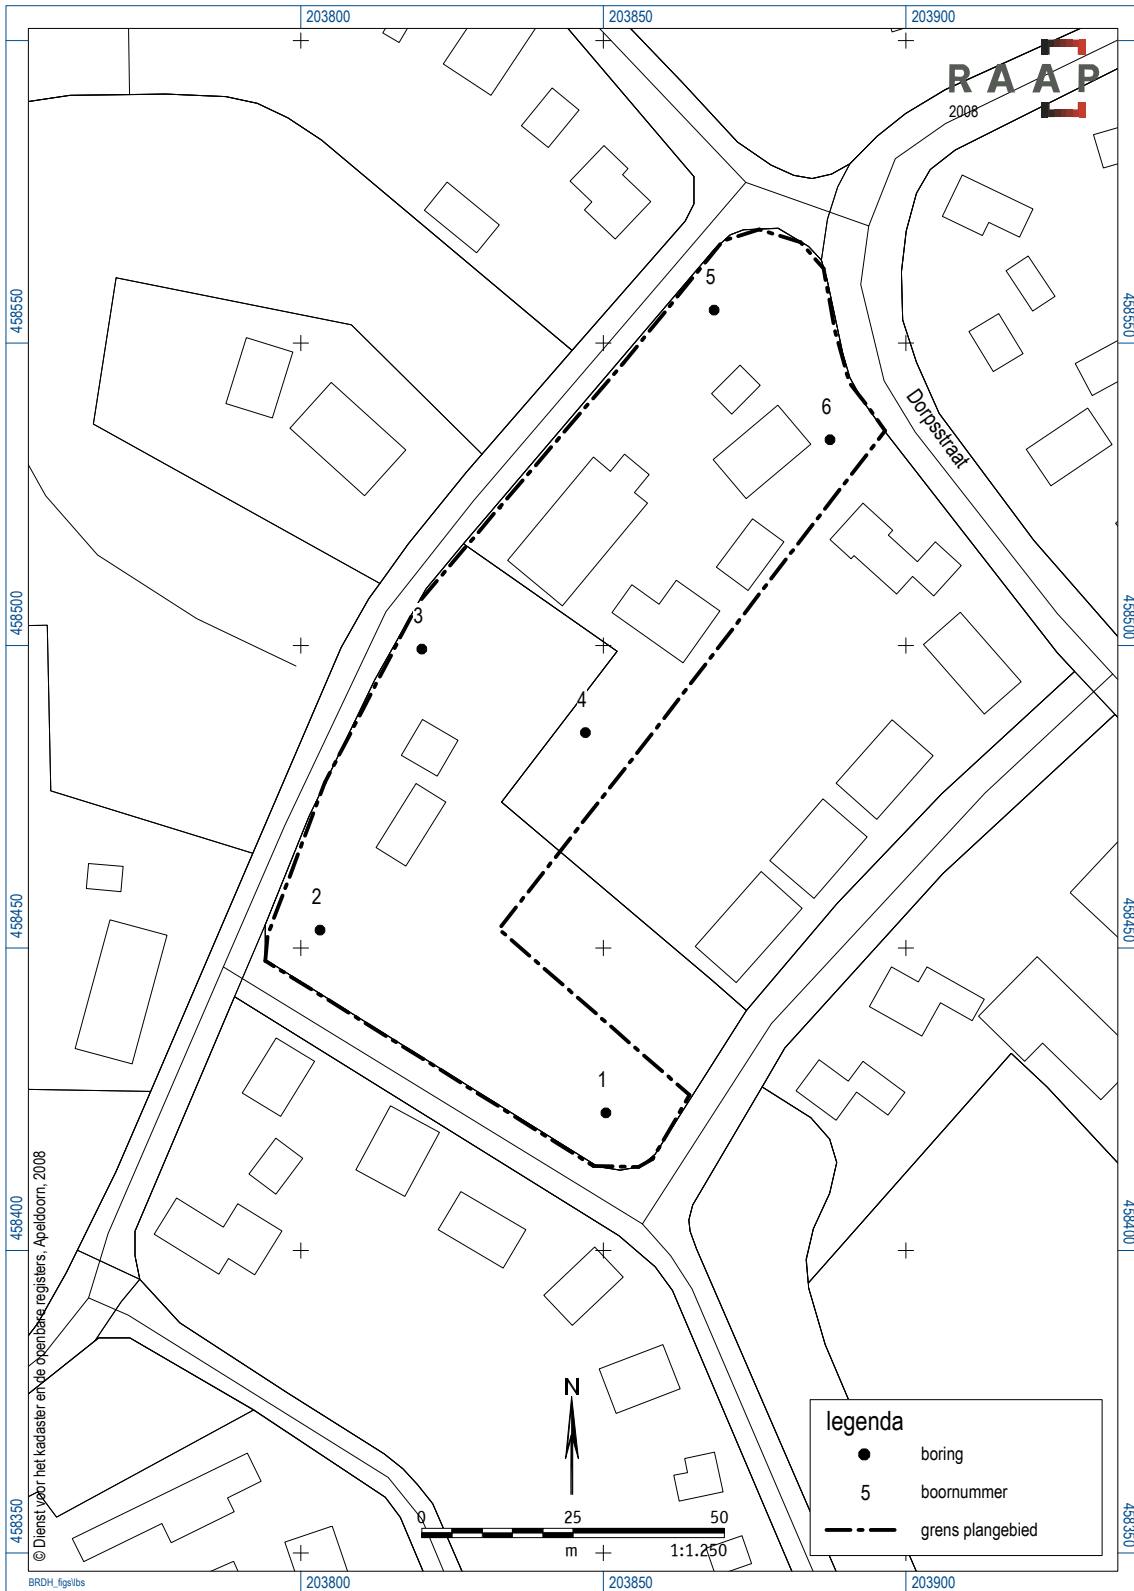 203800
203850
203900
RAAP
2008
458550
458550
5
6
Dorpsstraat
458500
458500
3
4
2
458450
458450
1
458400
458400
© Dienst voor het kadaster en de openbare registers, Apeldoorn, 2008
N
legenda
boring
5 boornummer
grens plangebied
0 25 50
m 1:1.250
458350
458350
BRDH_figs\lbs
203800
203850
203900